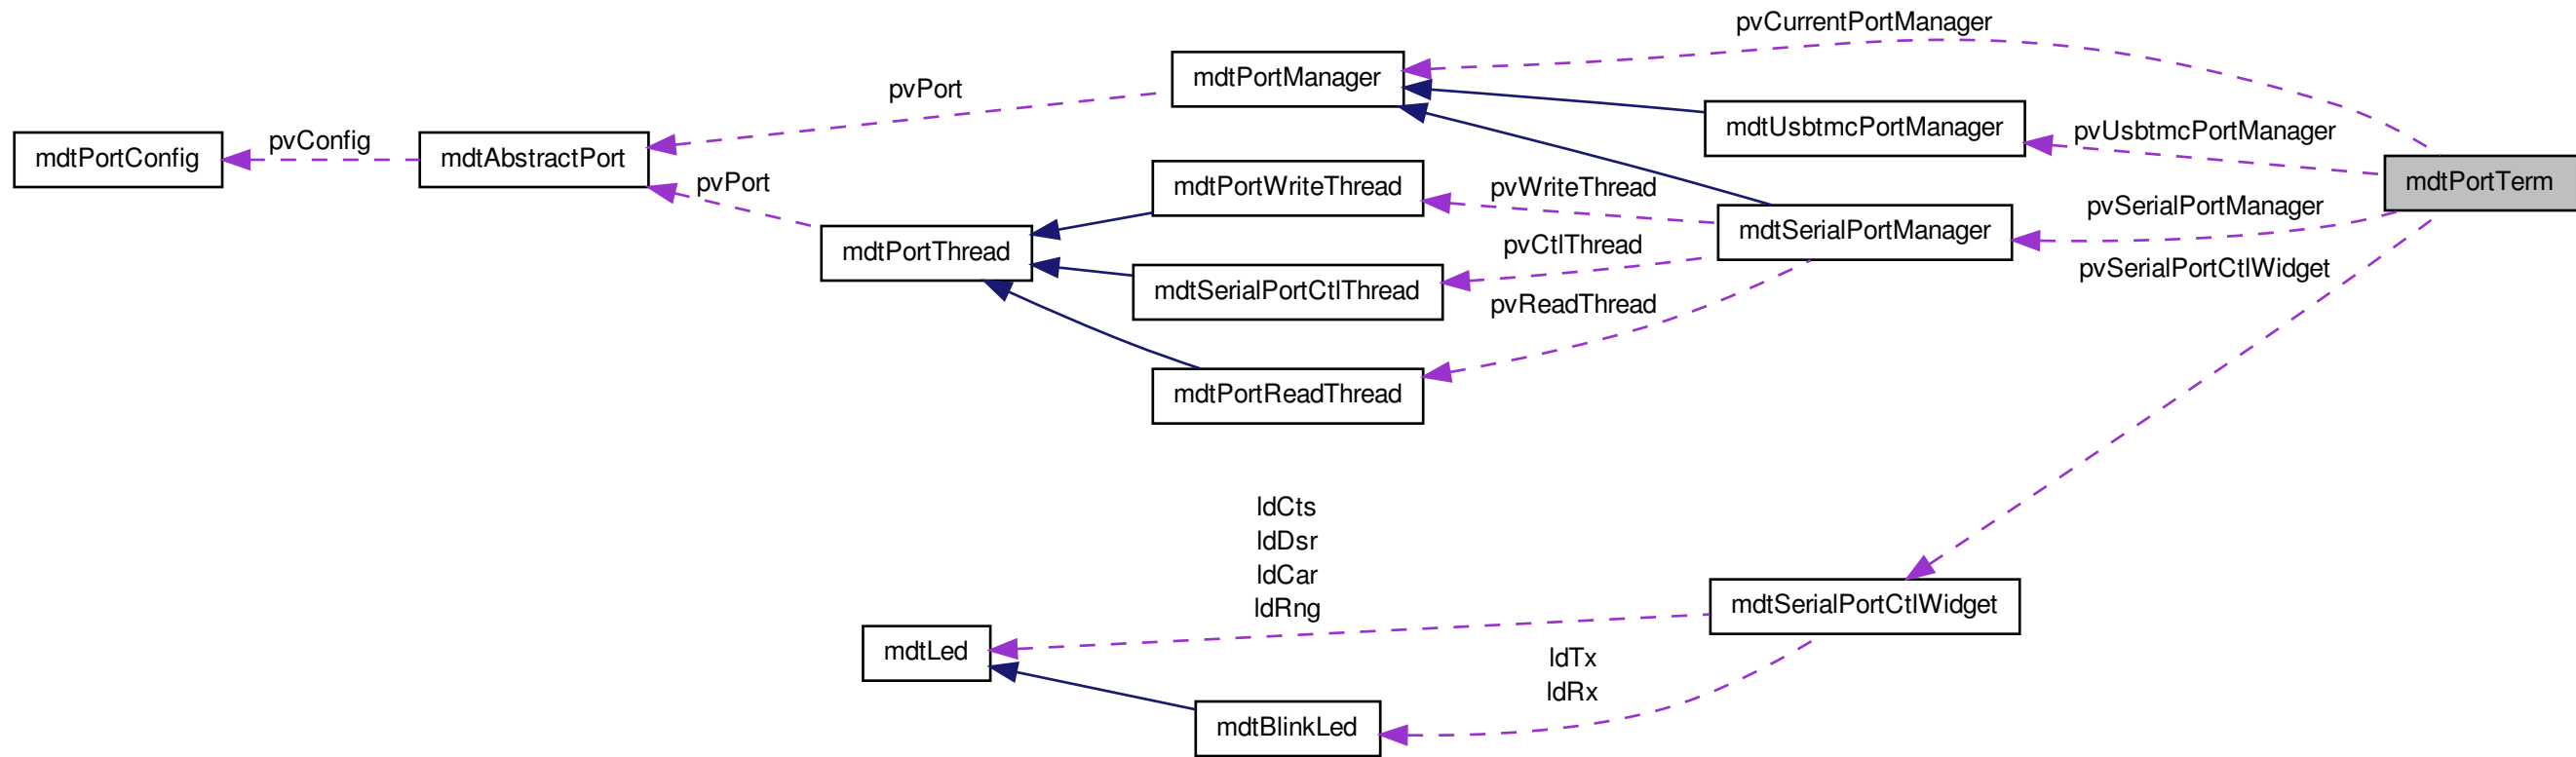 pvCurrentPortManager
mdtPortManager
pvPort
mdtUsbtmcPortManager
pvUsbtmcPortManager
pvConfig
mdtPortConfig
mdtAbstractPort
mdtPortTerm
pvPort
mdtPortWriteThread
pvWriteThread
pvSerialPortManager
mdtSerialPortManager
mdtPortThread
pvCtlThread
pvSerialPortCtlWidget
mdtSerialPortCtlThread
pvReadThread
mdtPortReadThread
ldCts
ldDsr
ldCar
ldRng
mdtSerialPortCtlWidget
mdtLed
ldTx
ldRx
mdtBlinkLed